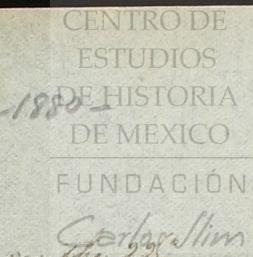 CENTRO DE
ESTUDIOS
DE HISTORIA
-1880-
DE MEXICO
FUNDACIÓN
Carlos Slim